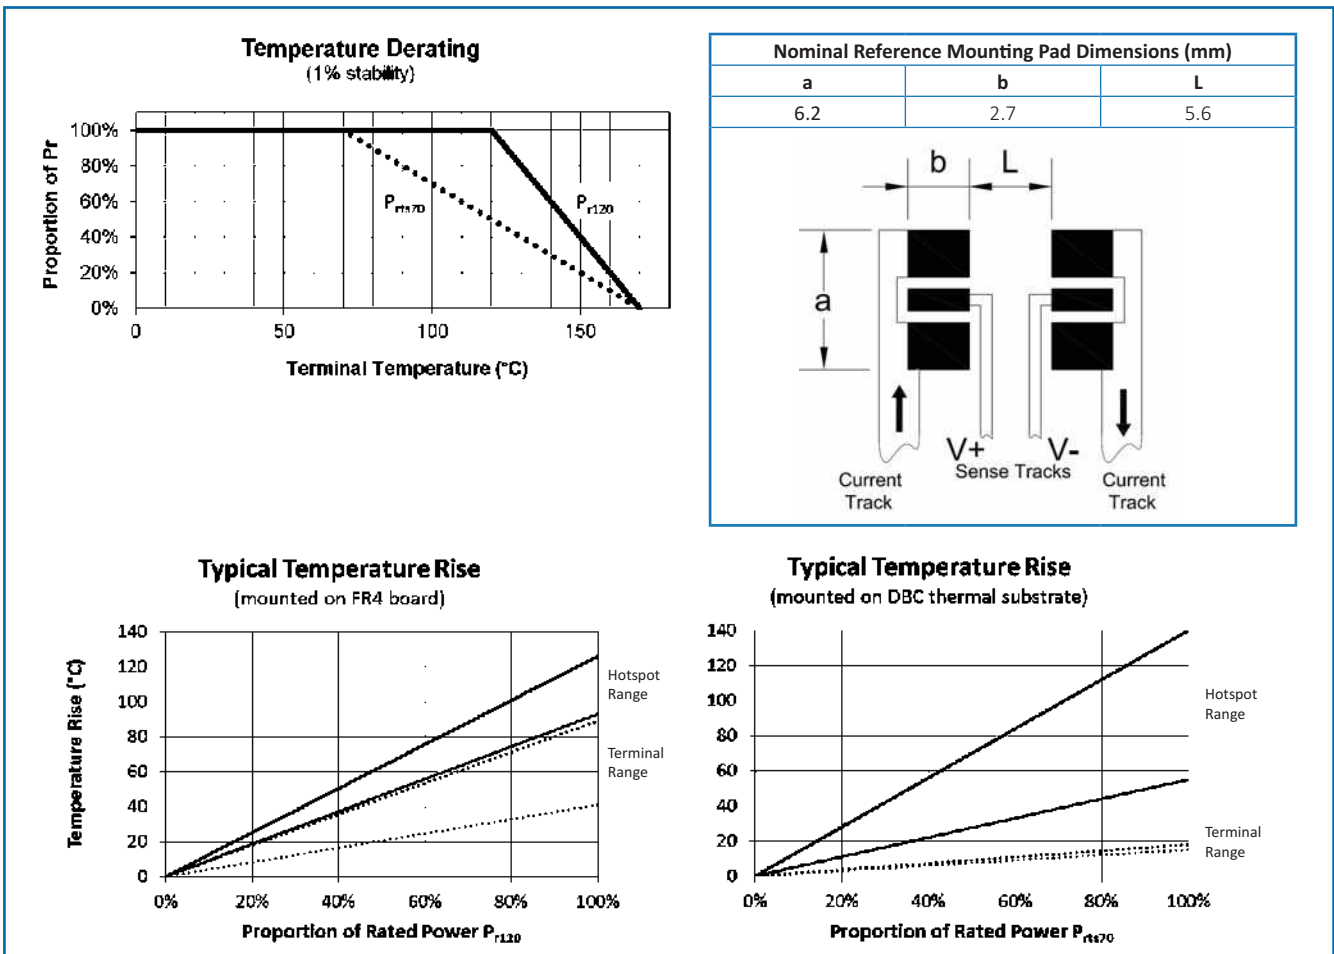 Temperature Derating
(1% stability)
Proportion of Pr
100%
80%
60%
40%
20%
0%
Prts70
Pr120
0
50
100
150
Terminal Temperature (°C)
Nominal Reference Mounting Pad Dimensions (mm)
a b L
6.2 2.7 5.6
b L
a
V+ V-
Sense Tracks
Current
Track
Current
Track
Typical Temperature Rise
(mounted on FR4 board)
Temperature Rise (°C)
140
120
100
80
60
40
20
0
Hotspot
Range
Terminal
Range
0% 20% 40% 60% 80% 100%
Proportion of Rated Power Pr120
Typical Temperature Rise
(mounted on DBC thermal substrate)
140
120
100
80
60
40
20
0
Hotspot
Range
Terminal
Range
0% 20% 40% 60% 80% 100%
Proportion of Rated Power Prts70